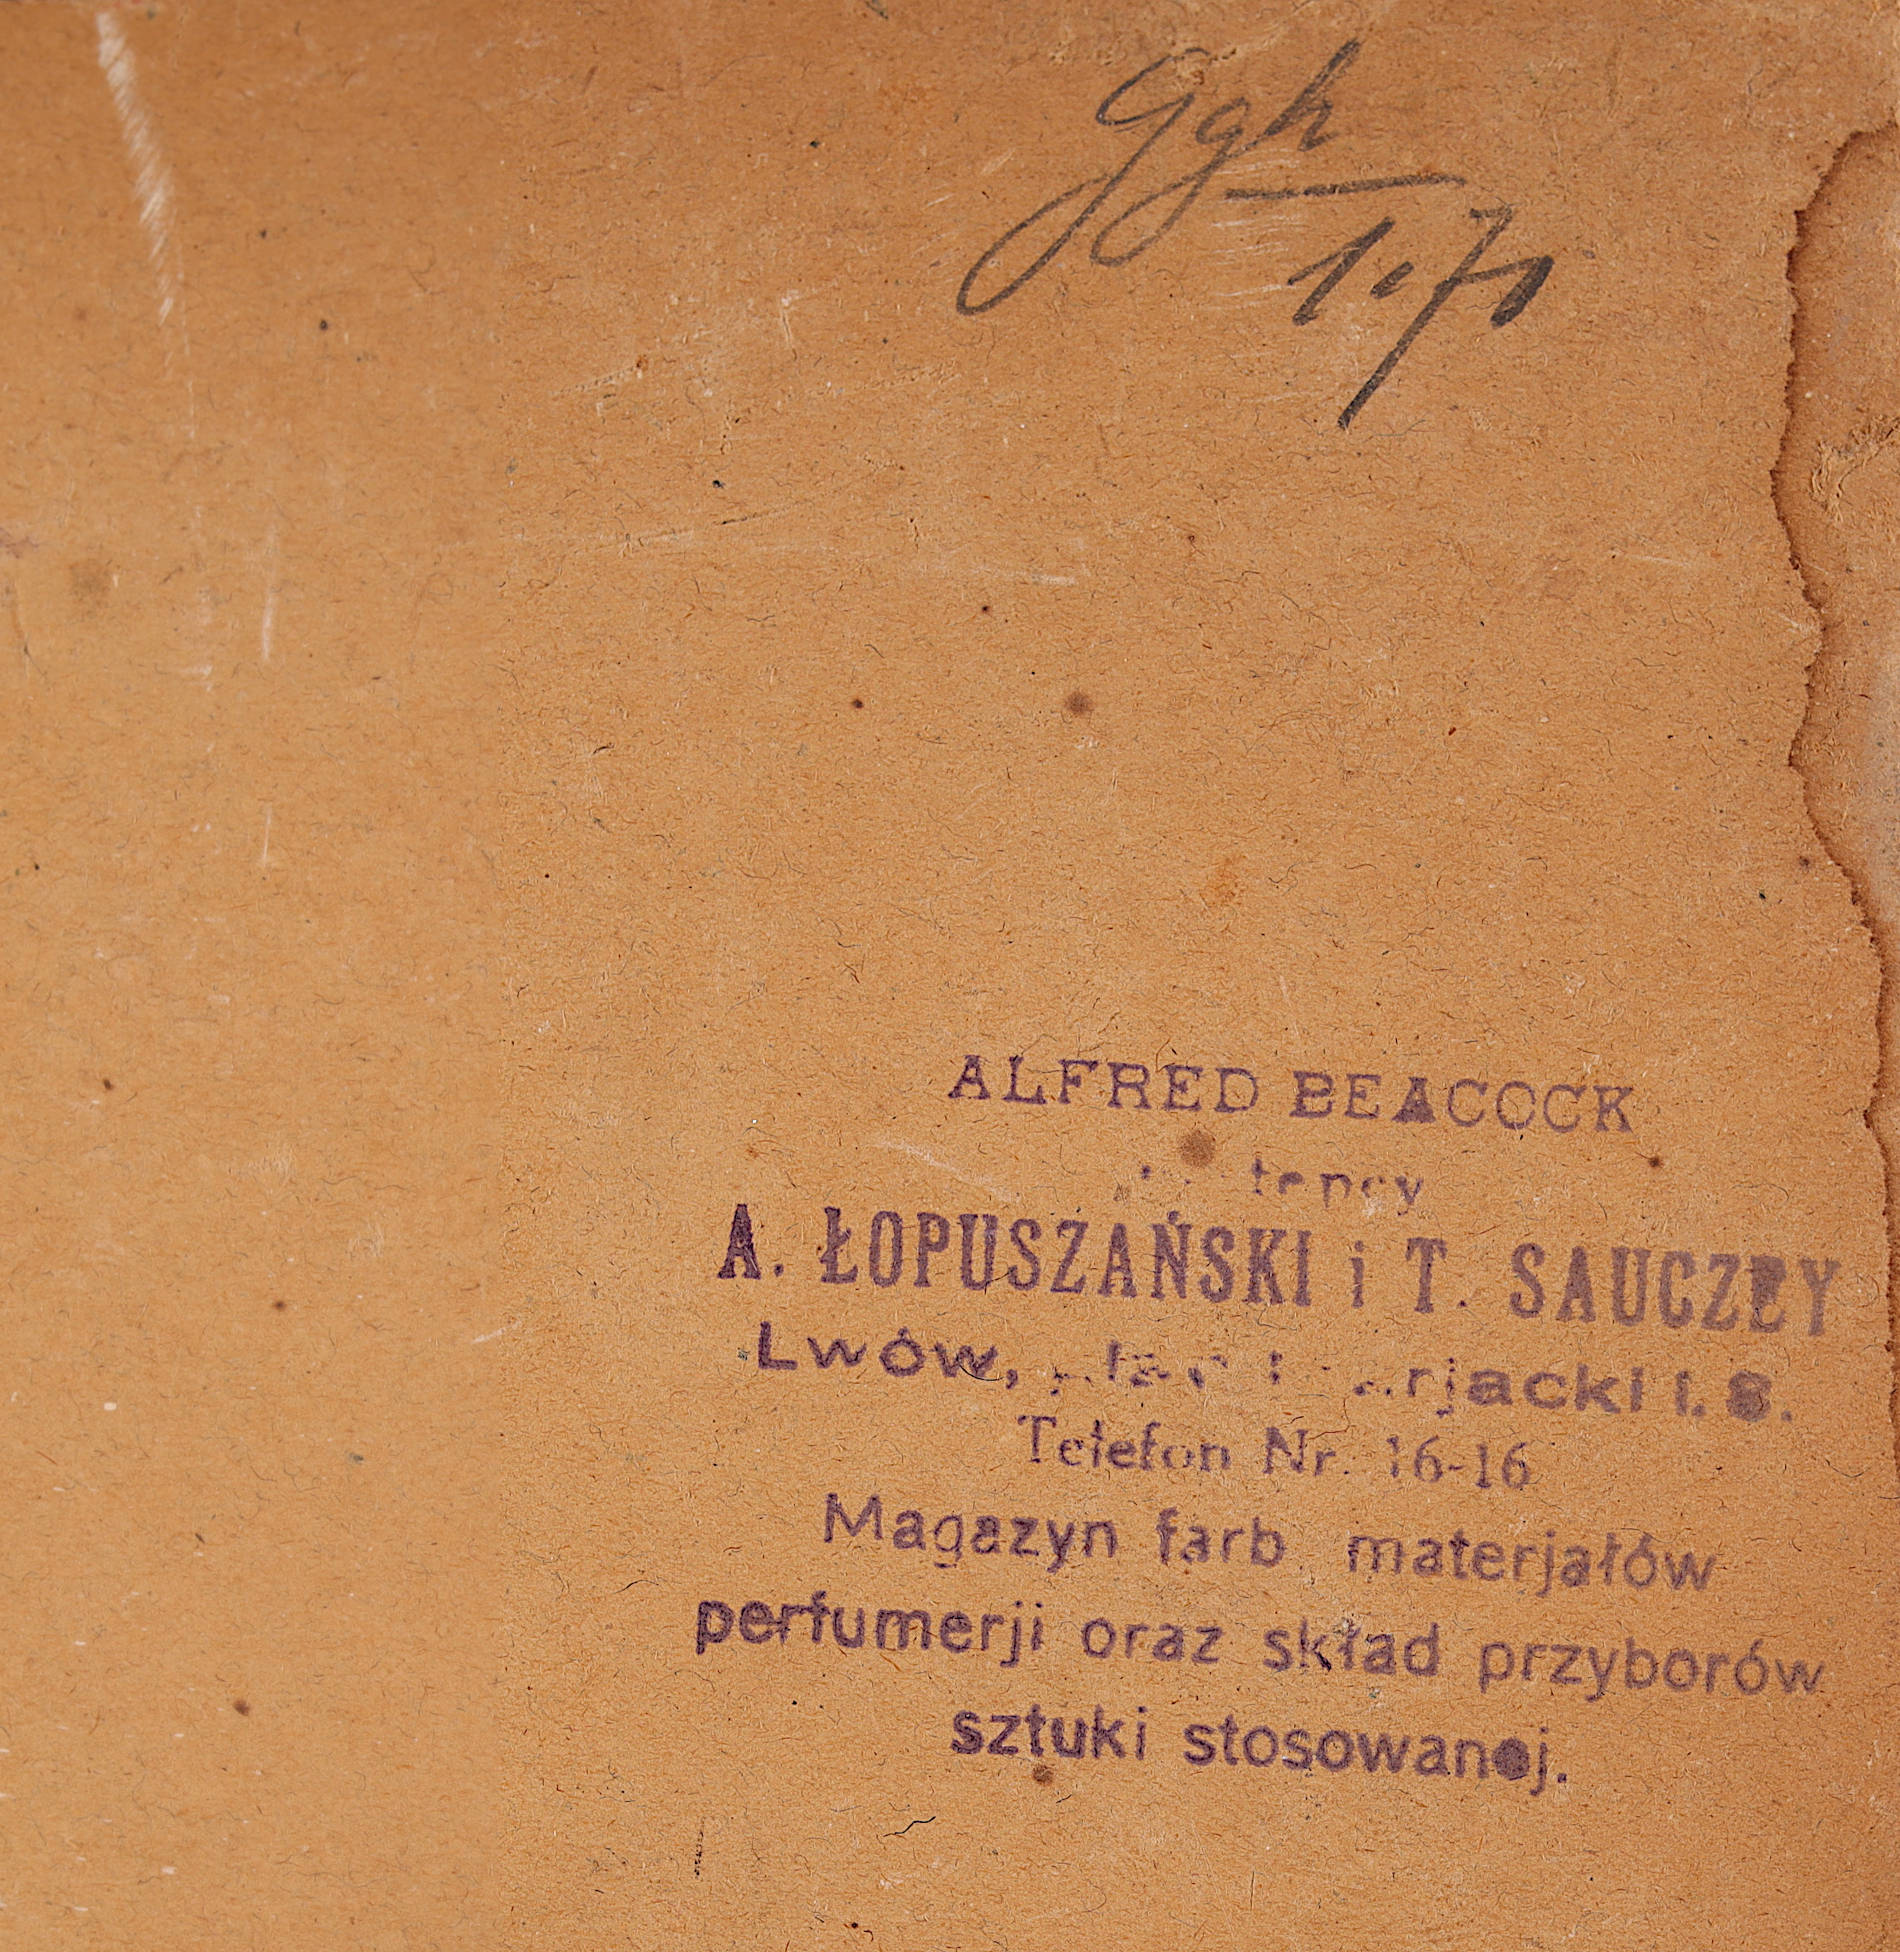 Ggh
1.70
ALFRED BEACOCK
A. ŁOPUSZAŃSKI i T. SAUCZEY
Lwów, l. 8.
Telefon Nr. 16-16
Magazyn farb materjałów
perfumerji oraz skład przyborów
sztuki stosowanej.